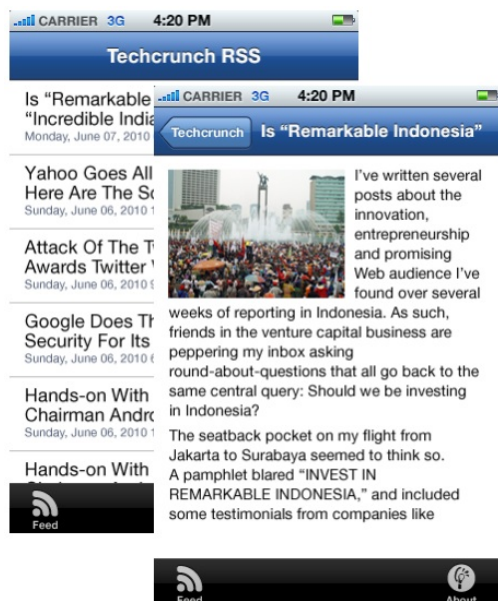 CARRIER 3G 4:20 PM
Techcrunch RSS
Is “Remarkable
“Incredible India
Monday, June 07, 2010
Yahoo Goes All
Here Are The
Sunday, June 06, 2010
Attack Of The
Awards Twitter
Sunday, June 06, 2010
Google Does
Security For Its
Sunday, June 06, 2010
Hands-on With
Chairman
Sunday, June 06, 2010
Hands-on With
Feed
CARRIER 3G 4:20 PM
Techcrunch Is “Remarkable Indonesia”
I’ve written several
posts about the
innovation,
entrepreneurship
and promising
Web audience I’ve
found over several
weeks of reporting in Indonesia. As such,
friends in the venture capital business are
peppering my inbox asking
round-about-questions that all go back to the
same central query: Should we be investing
in Indonesia?
The seatback pocket on my flight from
Jakarta to Surabaya seemed to think so.
A pamphlet blared “INVEST IN
REMARKABLE INDONESIA,” and included
some testimonials from companies like
Feed About